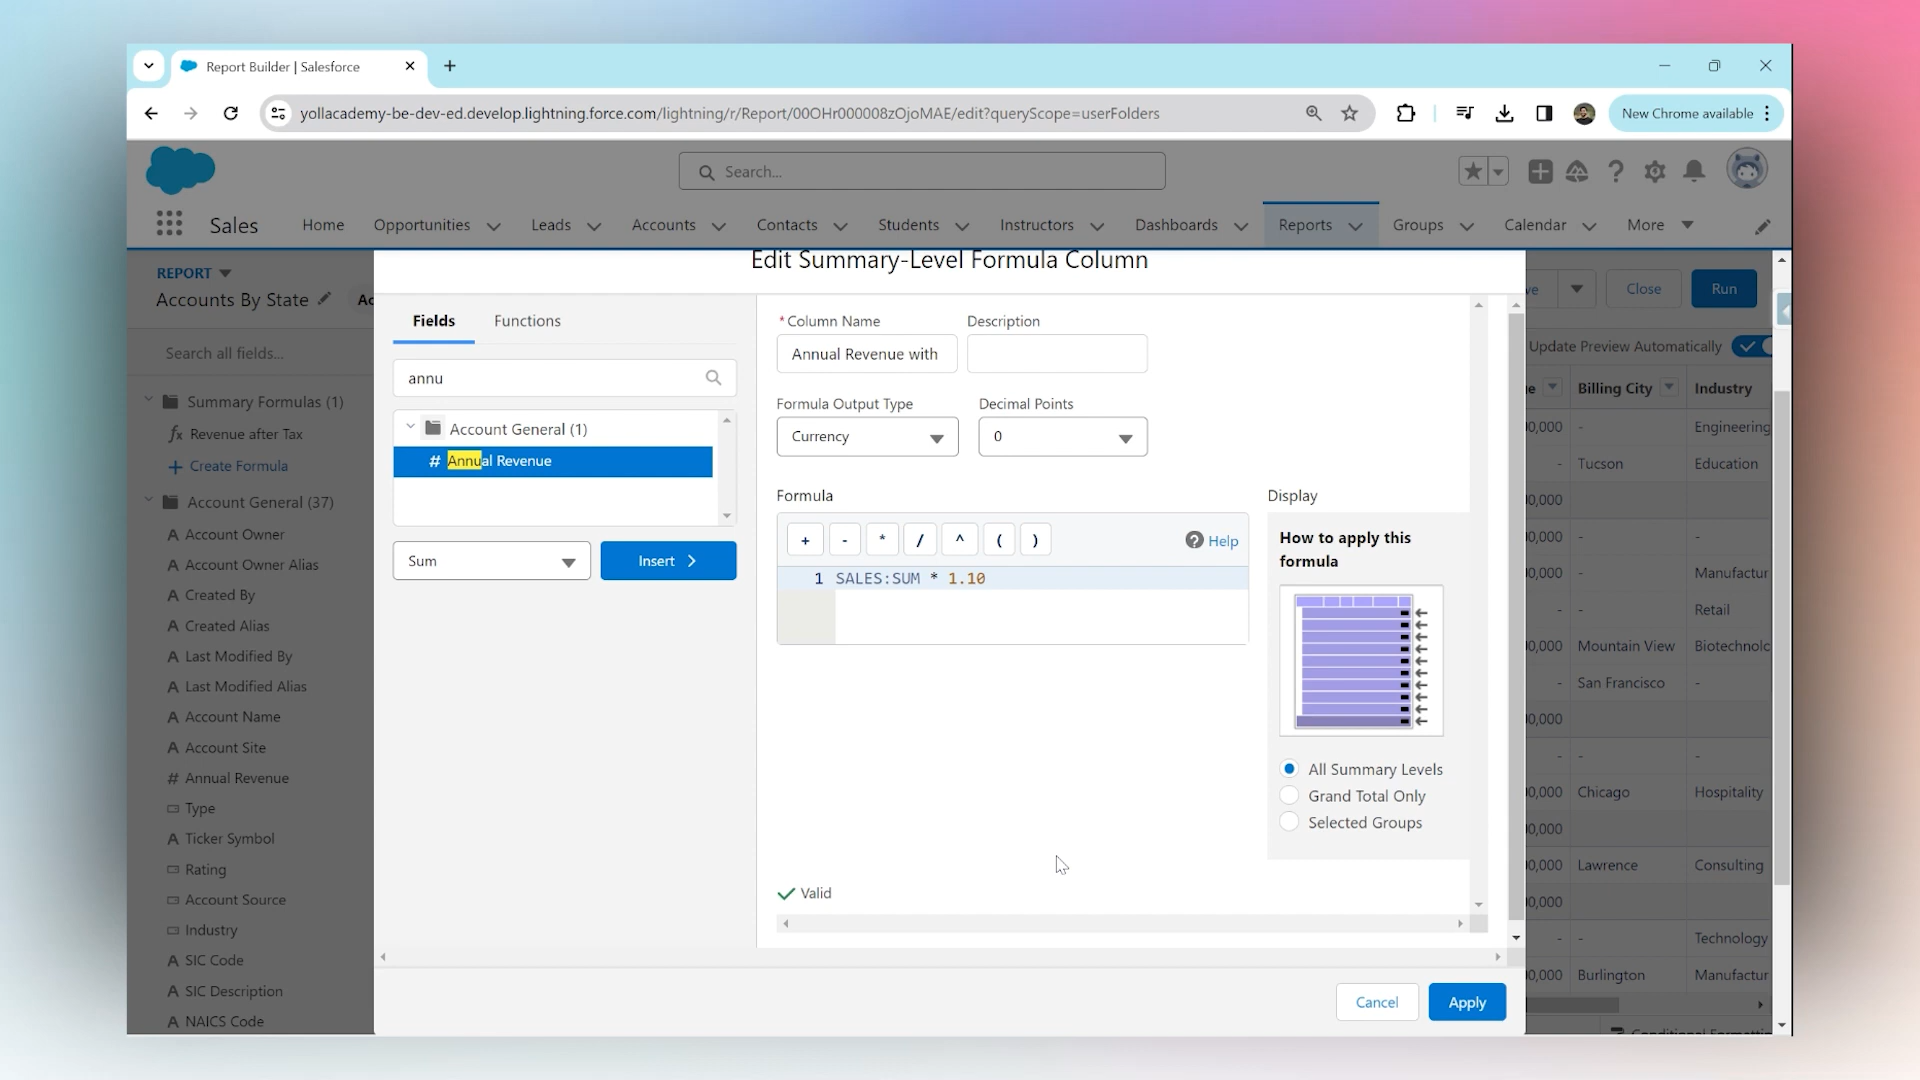 Report Builder | Salesforce
yollacademy-be-dev-ed.develop.lightning.force.com/lightning/r/Report/00OHr000008zOjoMAE/edit?queryScope=userFolders
New Chrome available
Search...
Sales
Home
Opportunities
Leads
Accounts
Contacts
Students
Instructors
Dashboards
Reports
Groups
Calendar
More
REPORT
Accounts By State
Ac
Close
Run
Search all fields...
Update Preview Automatically
Summary Formulas (1)
fx Revenue after Tax
+ Create Formula
Account General (37)
A Account Owner
A Account Owner Alias
A Created By
A Created Alias
A Last Modified By
A Last Modified Alias
A Account Name
A Account Site
# Annual Revenue
Type
A Ticker Symbol
Rating
Account Source
Industry
A SIC Code
A SIC Description
A NAICS Code
Edit Summary-Level Formula Column
Fields
Functions
annu
Account General (1)
# Annual Revenue
Sum
Insert
* Column Name
Description
Annual Revenue with
Formula Output Type
Decimal Points
Currency
0
Formula
+ - * / ^ ( )
Help
1 SALES:SUM * 1.10
Valid
Display
How to apply this
formula
All Summary Levels
Grand Total Only
Selected Groups
Cancel
Apply
Billing City
Industry
- Engineering
- Tucson Education
- -
- Manufactur
- - Retail
Mountain View Biotechnolo
- San Francisco -
- - -
Chicago Hospitality
Lawrence Consulting
- - Technology
Burlington Manufactur